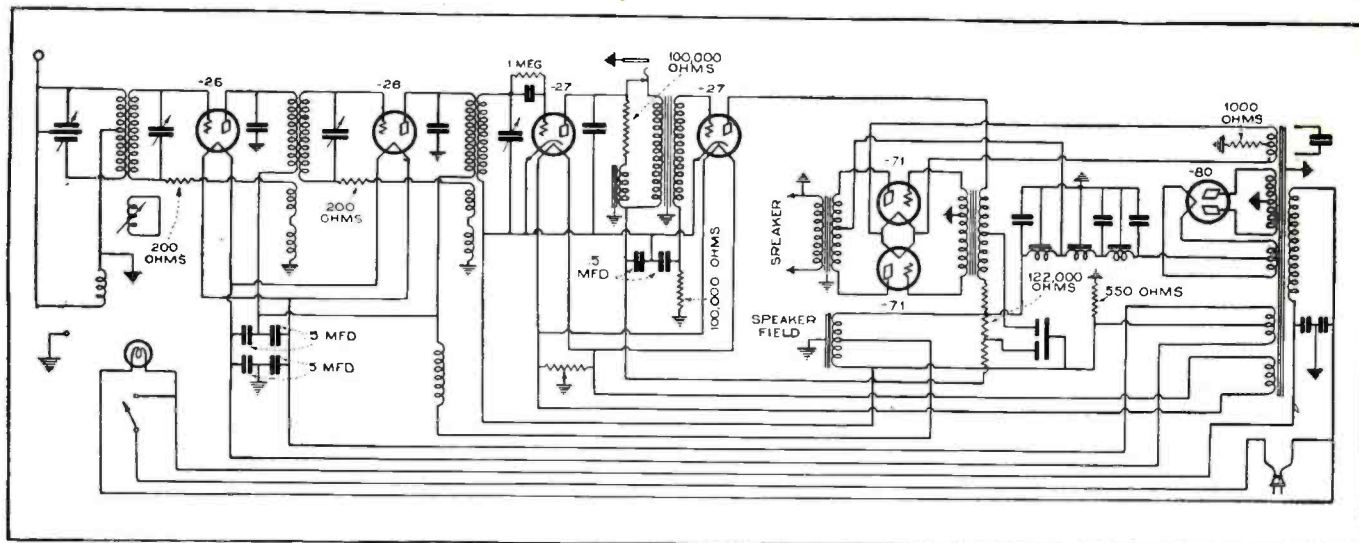 -26
-26
1 MEG
-27
100,000
OHMS
-27
1000
OHMS
-71
-80
200
OHMS
200
OHMS
SPEAKER
.5
MFD
100,000 OHMS
122,000
OHMS
550 OHMS
-71
SPEAKER
FIELD
.5 MFD
.5 MFD